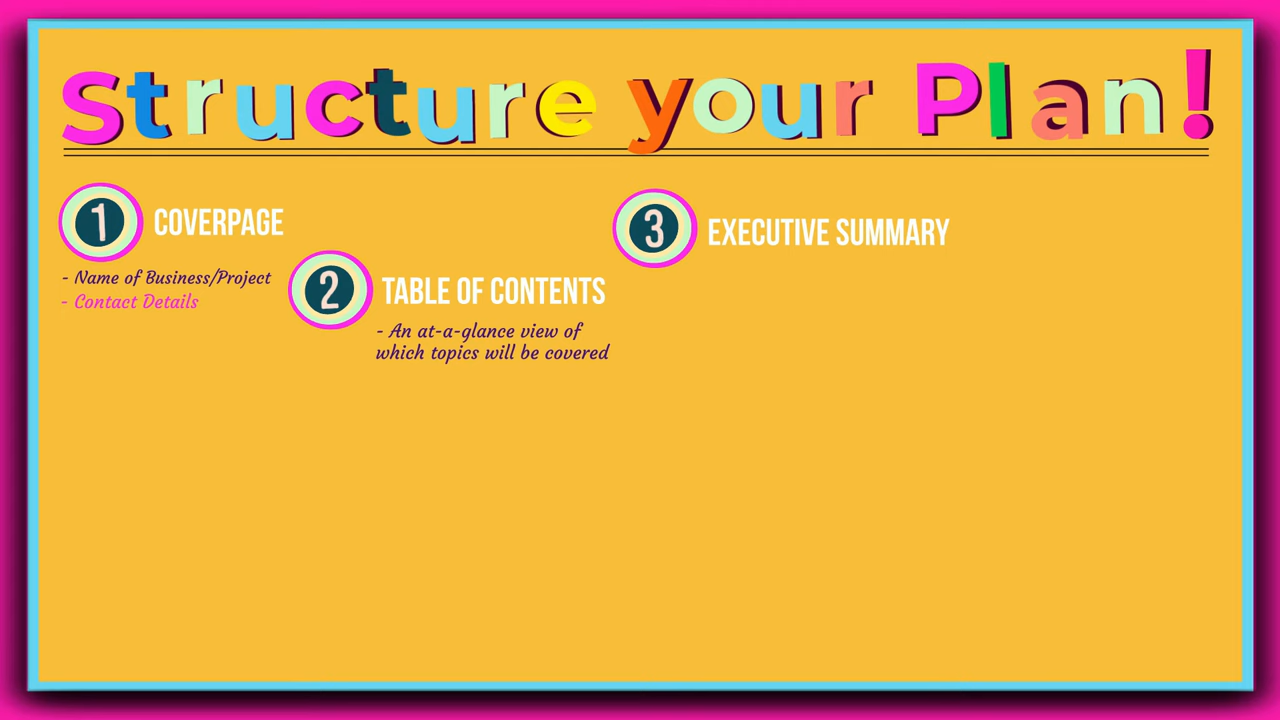 Structure your Plan!
1 COVERPAGE
- Name of Business/Project
- Contact Details
2 TABLE OF CONTENTS
- An at-a-glance view of
which topics will be covered
3 EXECUTIVE SUMMARY